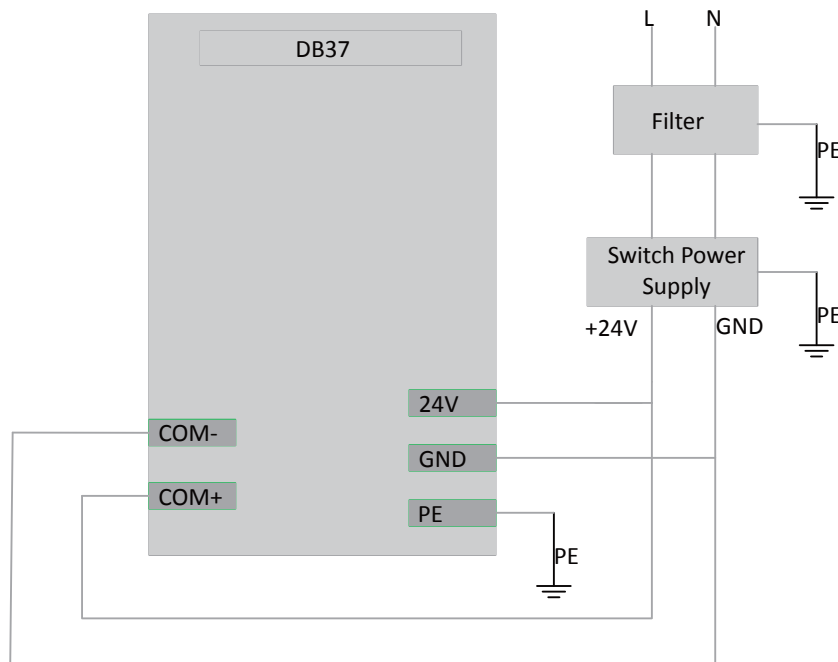 L
N
DB37
Filter
PE
Switch Power
Supply
PE
+24V
GND
24V
COM-
GND
COM+
PE
PE